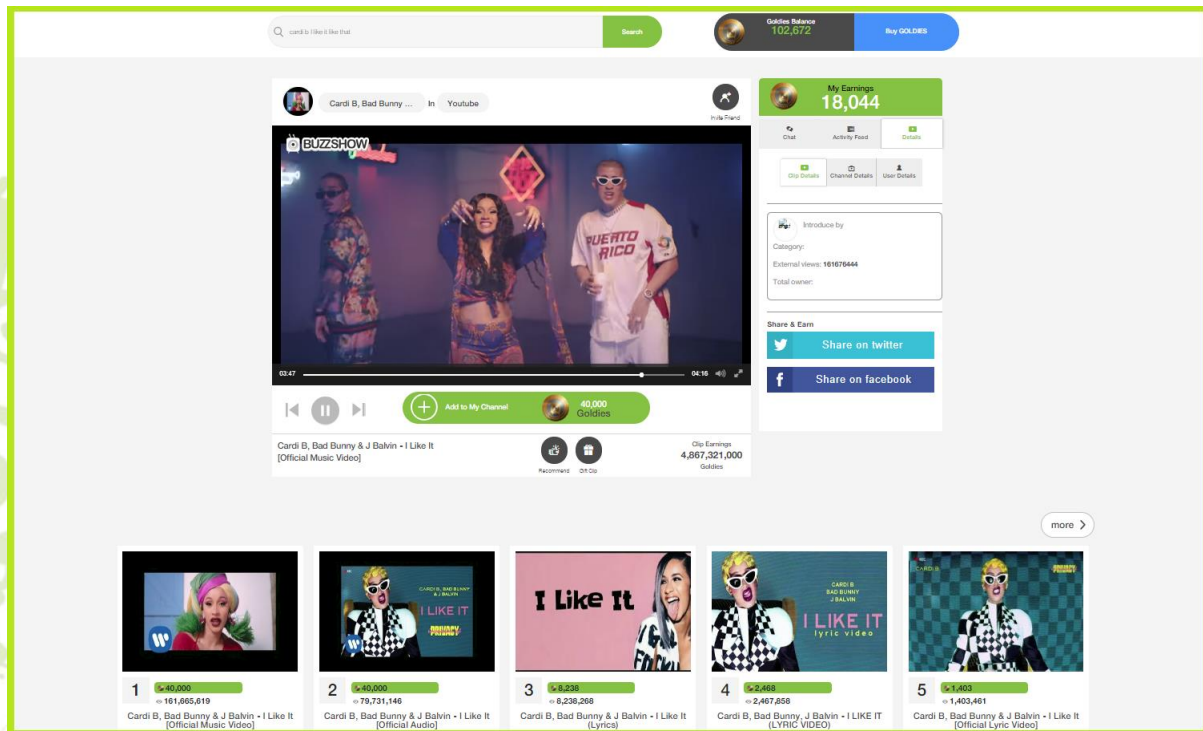 cardi b I like it like that
Search
Goldies Balance
102,672
Buy GOLDIES
Cardi B, Bad Bunny ... In Youtube
Invite Friend
BUZZSHOW
PUERTO
RICO
03:47
04:16
Add to My Channel
40,000
Goldies
Cardi B, Bad Bunny & J Balvin - I Like It
[Official Music Video]
Recommend
Gift Clip
Clip Earnings
4,867,321,000
Goldies
My Earnings
18,044
Chat
Activity Feed
Details
Clip Details
Channel Details
User Details
Introduce by
Category:
External views: 161676444
Total owner:
Share & Earn
Share on twitter
Share on facebook
more
1
40,000
161,665,619
Cardi B, Bad Bunny & J Balvin - I Like It
[Official Music Video]
CARDI B, BAD BUNNY
& J BALVIN
I LIKE IT
2
40,000
79,731,146
Cardi B, Bad Bunny & J Balvin - I Like It
[Official Audio]
I Like It
3
8,238
8,238,268
Cardi B, Bad Bunny & J Balvin - I Like It
(Lyrics)
CARDI B
BAD BUNNY
J BALVIN
I LIKE IT
lyric video
4
2,468
2,467,858
Cardi B, Bad Bunny, J Balvin - I LIKE IT
(LYRIC VIDEO)
CARDI B
5
1,403
1,403,461
Cardi B, Bad Bunny & J Balvin - I Like It
[Official Lyric Video]